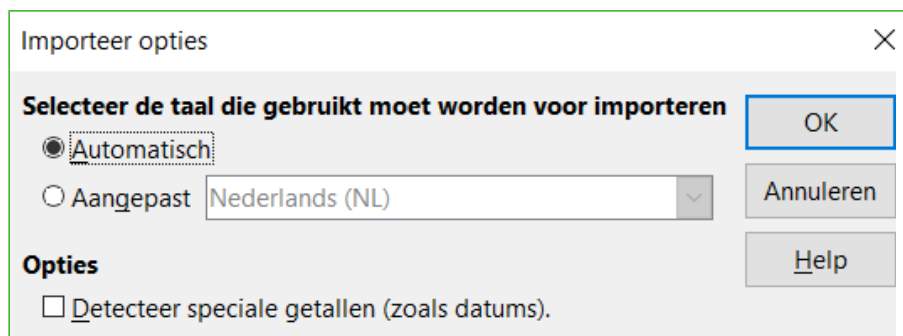 Importeer opties
Selecteer de taal die gebruikt moet worden voor importeren
OK
Automatisch
Aangepast Nederlands (NL)
Annuleren
Opties
Help
Detecteer speciale getallen (zoals datums).